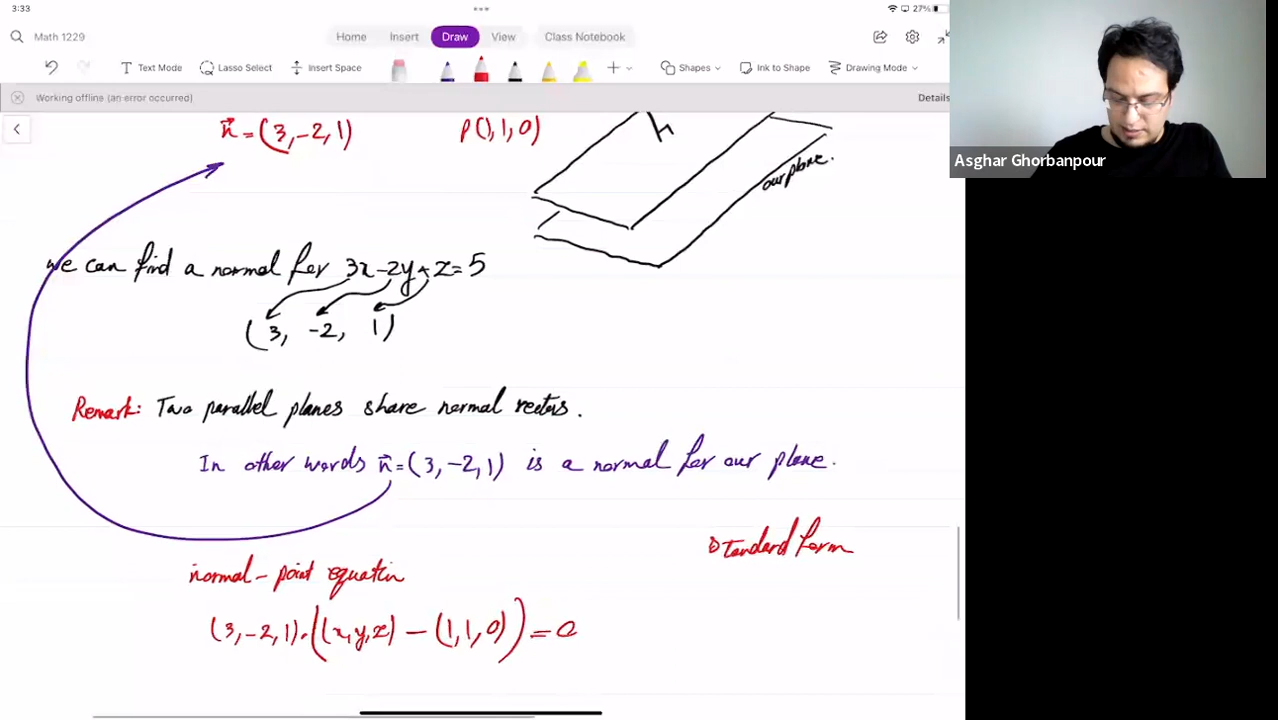 3:33
27%
Math 1229
Home Insert Draw View Class Notebook
Text Mode Lasso Select Insert Space Shapes Ink to Shape Drawing Mode
Working offline (an error occurred) Details
Asghar Ghorbanpour
n = (3, -2, 1) P(1, 1, 0)
our plane.
we can find a normal for 3x-2y+z=5
(3, -2, 1)
Remark: Two parallel planes share normal vectors.
In other words n=(3,-2,1) is a normal for our plane.
Standard form
normal-point equation
(3,-2,1)·((x,y,z) - (1,1,0)) = 0